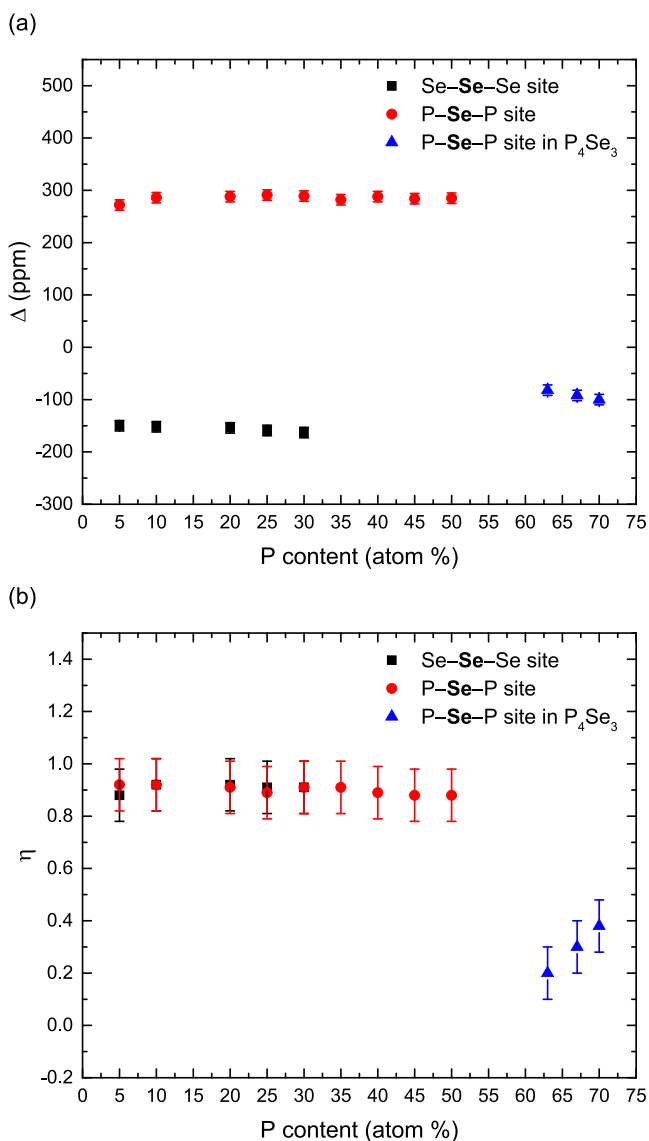 (a)
500
400
300
200
100
0
-100
-200
-300
Δ (ppm)
Se–Se–Se site
P–Se–P site
P–Se–P site in P₄Se₃
0 5 10 15 20 25 30 35 40 45 50 55 60 65 70 75
P content (atom %)
(b)
1.4
1.2
1.0
0.8
0.6
0.4
0.2
0.0
-0.2
η
Se–Se–Se site
P–Se–P site
P–Se–P site in P₄Se₃
0 5 10 15 20 25 30 35 40 45 50 55 60 65 70 75
P content (atom %)